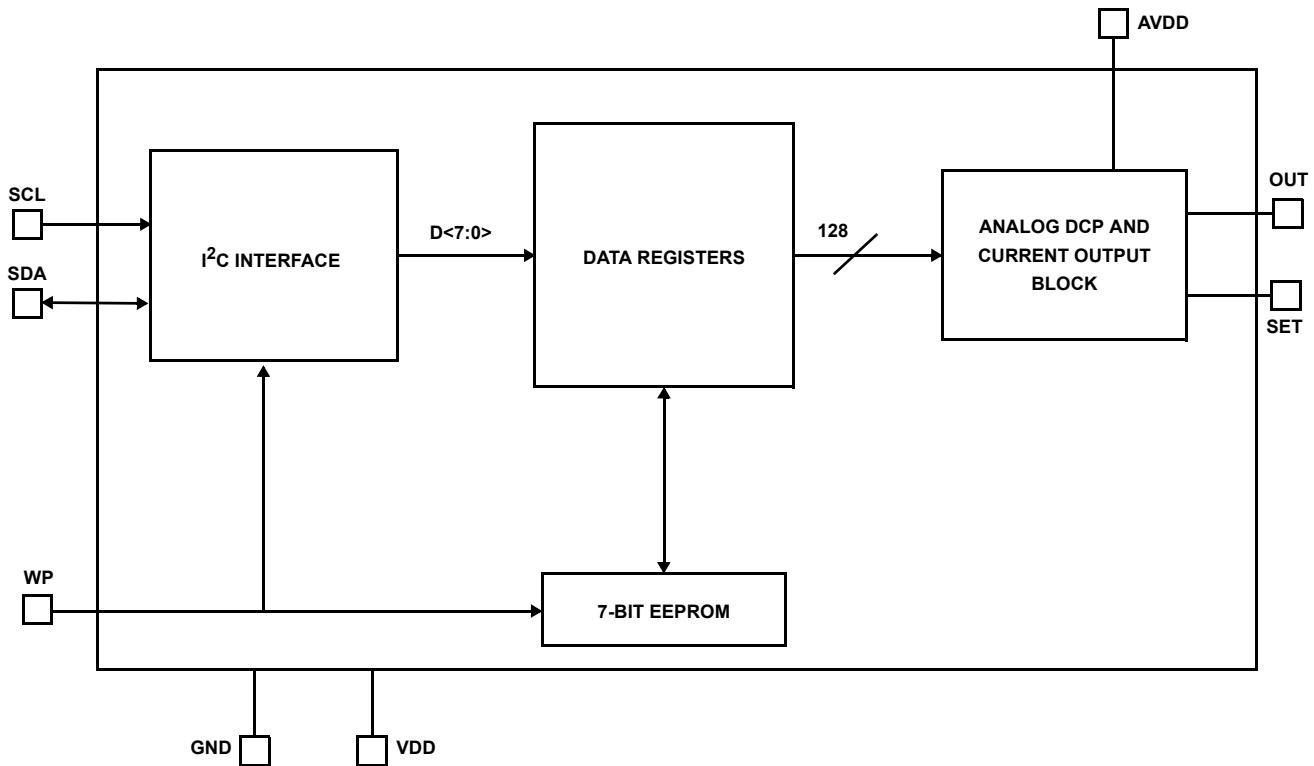 AVDD
SCL
SDA
I²C INTERFACE
D<7:0>
DATA REGISTERS
128
ANALOG DCP AND
CURRENT OUTPUT
BLOCK
OUT
SET
WP
7-BIT EEPROM
GND
VDD